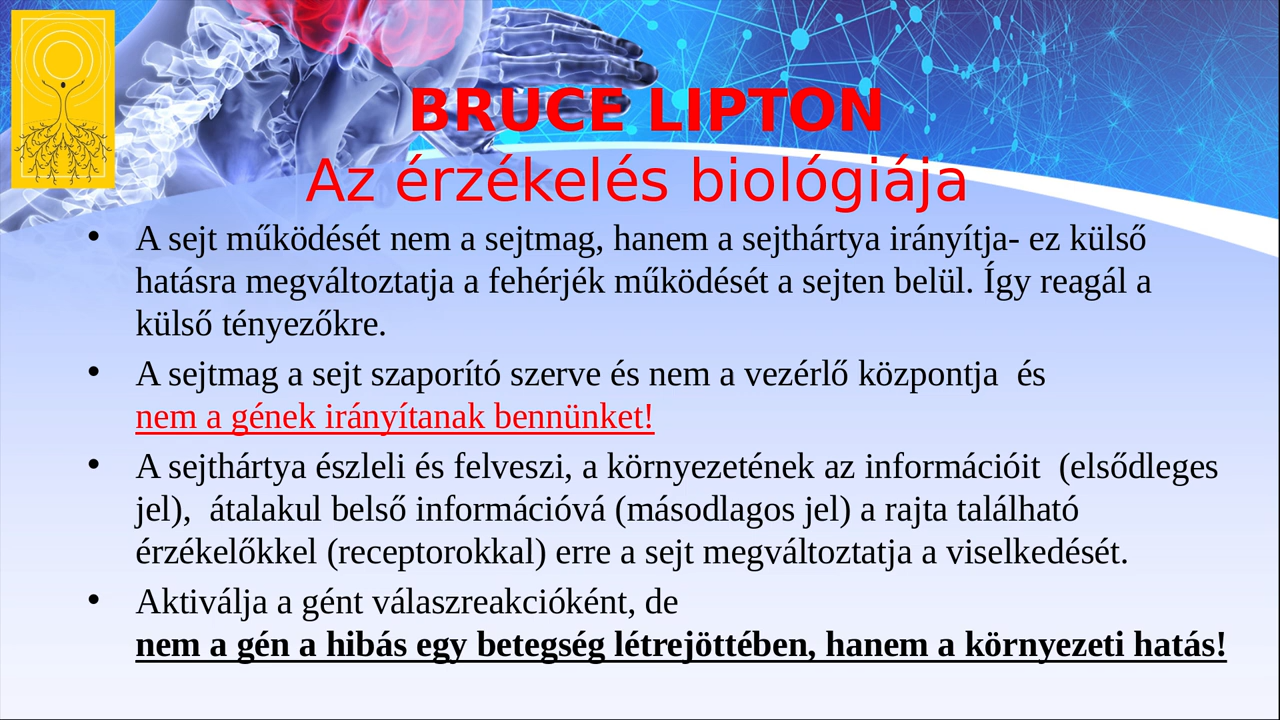 BRUCE LIPTON
Az érzékelés biológiája
• A sejt működését nem a sejtmag, hanem a sejthártya irányítja- ez külső
hatásra megváltoztatja a fehérjék működését a sejten belül. Így reagál a
külső tényezőkre.
• A sejtmag a sejt szaporító szerve és nem a vezérlő központja  és
nem a gének irányítanak bennünket!
• A sejthártya észleli és felveszi, a környezetének az információit  (elsődleges
jel),  átalakul belső információvá (másodlagos jel) a rajta található
érzékelőkkel (receptorokkal) erre a sejt megváltoztatja a viselkedését.
• Aktiválja a gént válaszreakcióként, de
nem a gén a hibás egy betegség létrejöttében, hanem a környezeti hatás!